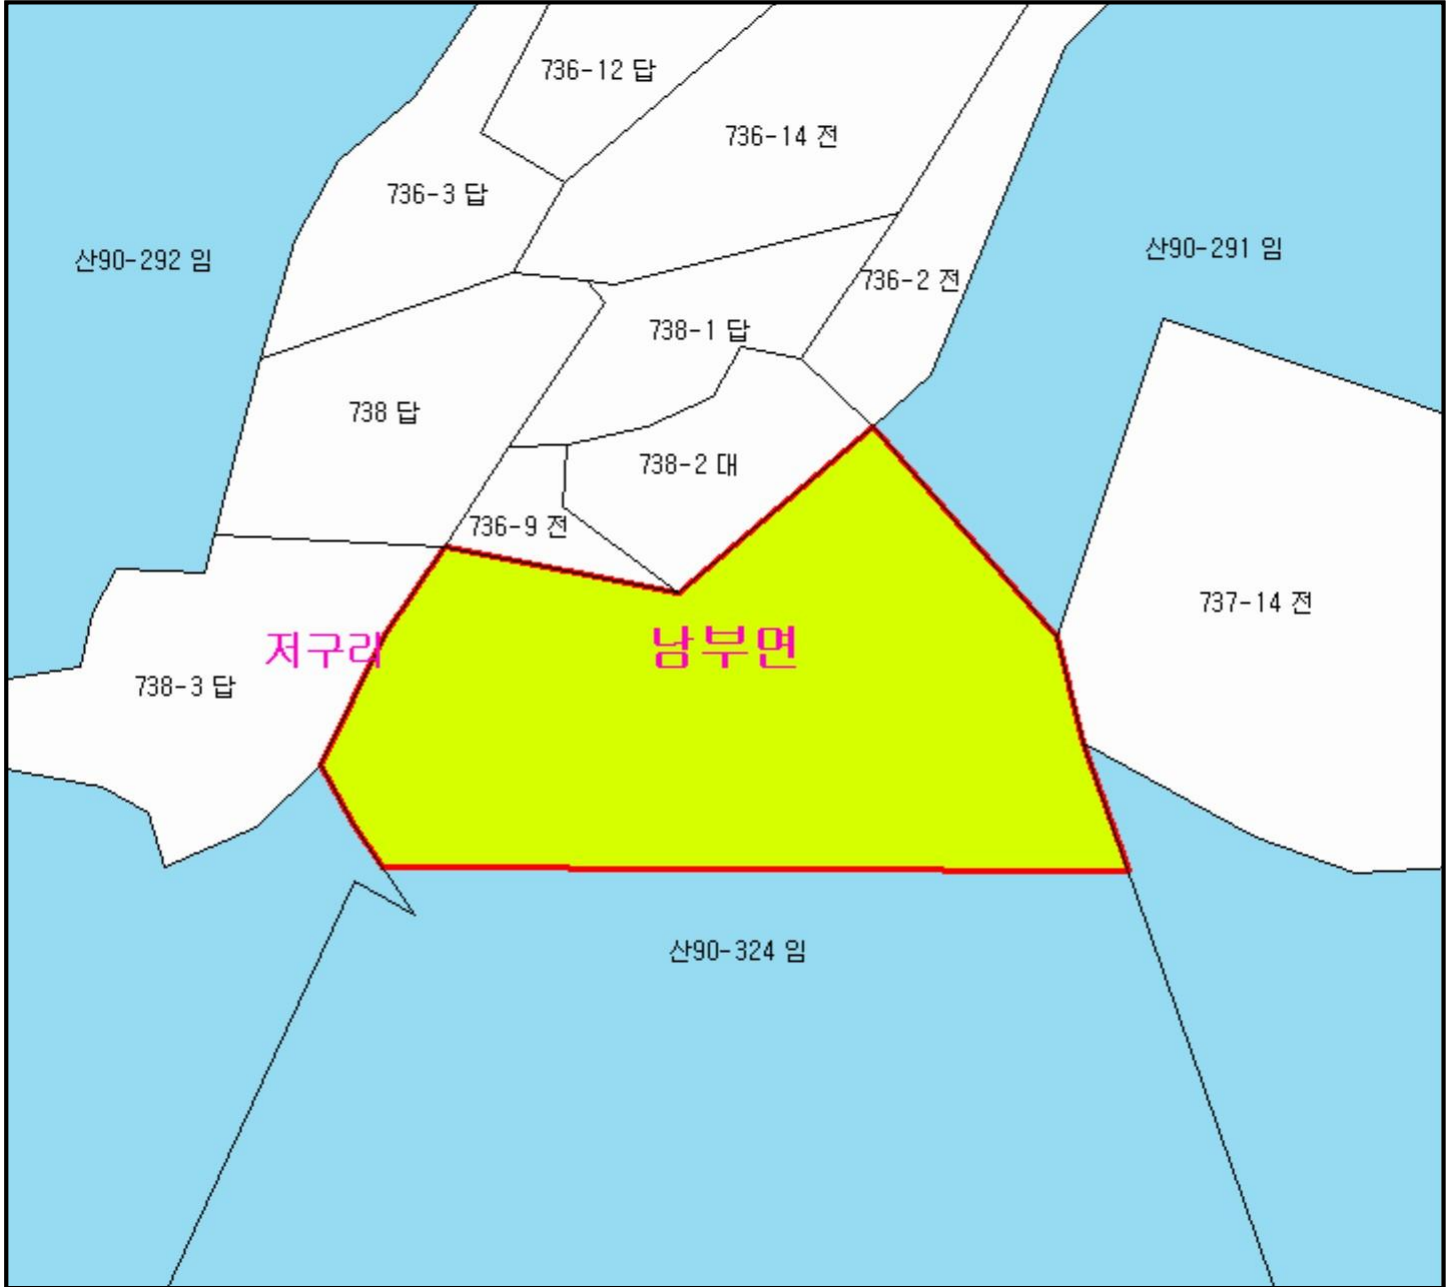 736-12 답
736-14 전
736-3 답
산90-292 임
산90-291 임
736-2 전
738-1 답
738 답
738-2 대
736-9 전
737-14 전
저구리
남부면
738-3 답
산90-324 임